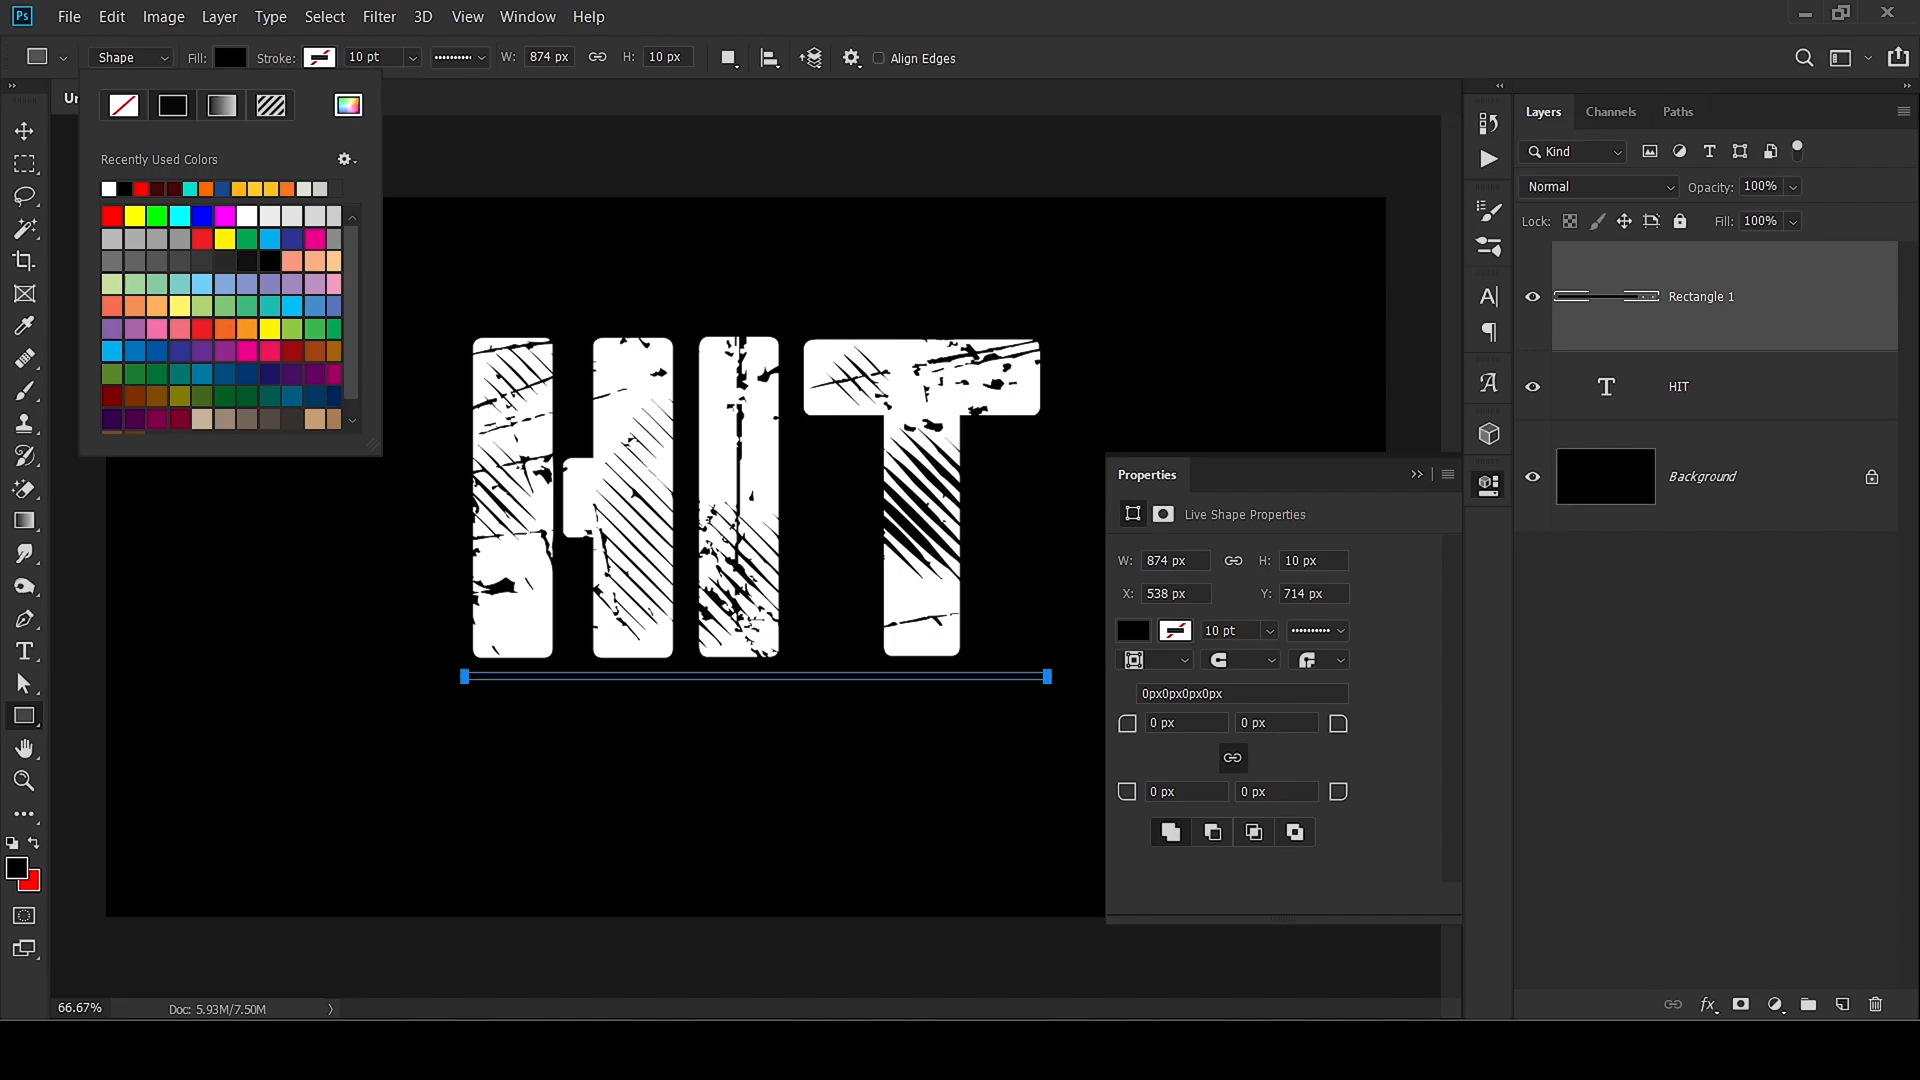 Ps File Edit Image Layer Type Select Filter 3D View Window Help
Shape Fill: Stroke: 10 pt W: 874 px H: 10 px Align Edges
Recently Used Colors
HIT
Properties
Live Shape Properties
W: 874 px H: 10 px
X: 538 px Y: 714 px
10 pt
0px0px0px0px
0 px 0 px
0 px 0 px
Layers Channels Paths
Kind
Normal Opacity: 100%
Lock: Fill: 100%
Rectangle 1
T HIT
Background
fx
66.67% Doc: 5.93M/7.50M